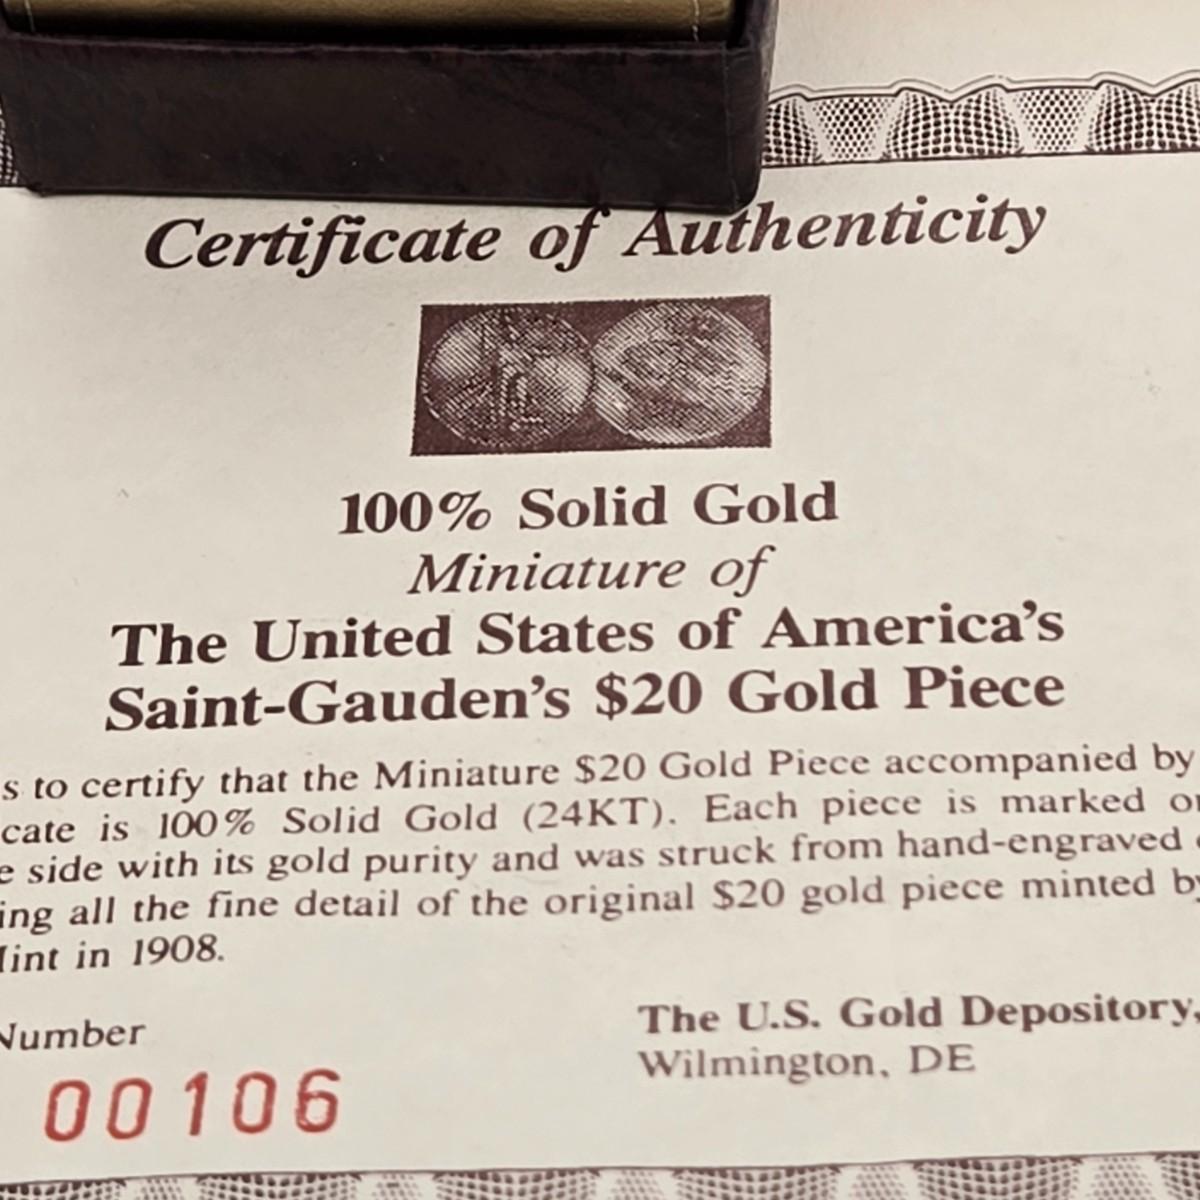 Certificate of Authenticity
100% Solid Gold
Miniature of
The United States of America's
Saint-Gauden's $20 Gold Piece
s to certify that the Miniature $20 Gold Piece accompanied by
cate is 100% Solid Gold (24KT). Each piece is marked on
e side with its gold purity and was struck from hand-engraved
ing all the fine detail of the original $20 gold piece minted by
Mint in 1908.
Number
The U.S. Gold Depository,
Wilmington, DE
00106